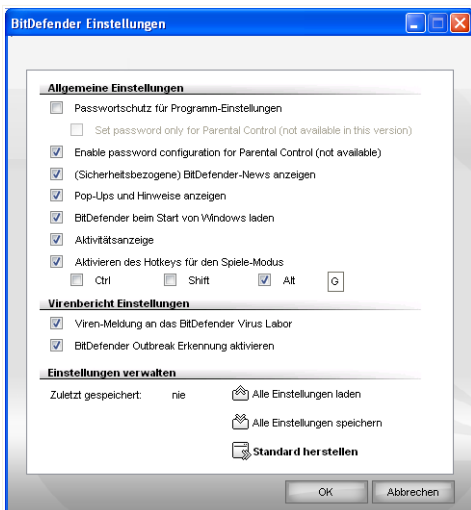 BitDefender Einstellungen
Allgemeine Einstellungen
Passwortschutz für Programm-Einstellungen
Set password only for Parental Control (not available in this version)
Enable password configuration for Parental Control (not available)
(Sicherheitsbezogene) BitDefender-News anzeigen
Pop-Ups und Hinweise anzeigen
BitDefender beim Start von Windows laden
Aktivitätsanzeige
Aktivieren des Hotkeys für den Spiele-Modus
Ctrl Shift Alt G
Virenbericht Einstellungen
Viren-Meldung an das BitDefender Virus Labor
BitDefender Outbreak Erkennung aktivieren
Einstellungen verwalten
Zuletzt gespeichert: nie Alle Einstellungen laden
Alle Einstellungen speichern
Standard herstellen
OK Abbrechen